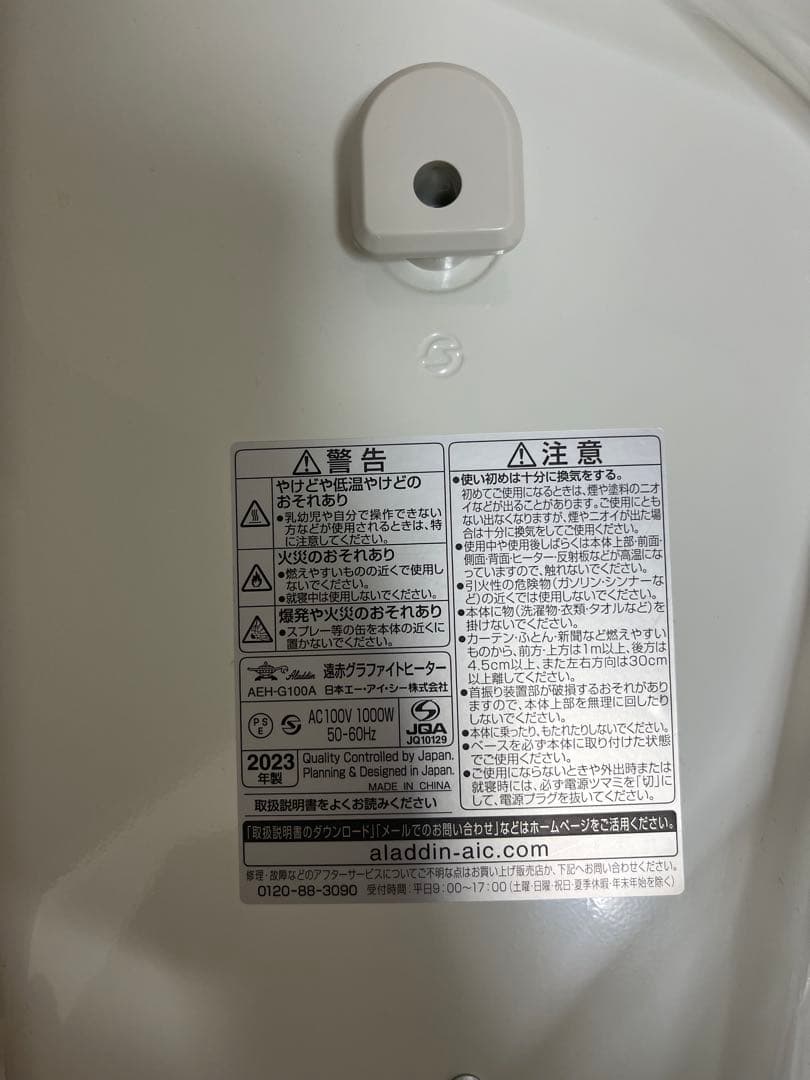 警告
やけどや低温やけどの
おそれあり
●乳幼児や自分で操作できない
方などが使用されるときは、特
に注意してください。
火災のおそれあり
●燃えやすいものの近くで使用し
ないでください。
●就寝中は使用しないでください。
爆発や火災のおそれあり
●スプレー等の缶を本体の近くに
置かないでください。
Aladdin 遠赤グラファイトヒーター
AEH-G100A 日本エー・アイ・シー株式会社
PSE AC100V 1000W
50-60Hz
JQA
JQ10129
2023
年製
Quality Controlled by Japan.
Planning & Designed in Japan.
MADE IN CHINA
取扱説明書をよくお読みください
注意
●使い初めは十分に換気をする。
初めてご使用になるときは、煙や塗料のニオ
イなどが出ることがあります。ご使用にとも
ない出なくなりますが、煙やニオイが出た場
合は十分に換気をしてご使用ください。
●使用中や使用後しばらくは本体上部・前面・
側面・背面・ヒーター・反射板などが高温にな
っていますので、触れないでください。
●引火性の危険物(ガソリン・シンナーな
ど)の近くでは使用しないでください。
●本体に物(洗濯物・衣類・タオルなど)を
掛けないでください。
●カーテン・ふとん・新聞など燃えやすい
ものから、前方・上方は1m以上、後方は
4.5cm以上、また左右方向は30cm
以上離してください。
●首振り装置部が破損するおそれがあり
ますので、本体上部を無理に回したり
しないでください。
●本体に乗ったり、もたれたりしないでください。
●ベースを必ず本体に取り付けた状態
でご使用ください。
●ご使用にならないときや外出時または
就寝時には、必ず電源ツマミを「切」に
して、電源プラグを抜いてください。
「取扱説明書のダウンロード」「メールでのお問い合わせ」などはホームページをご活用ください。
aladdin-aic.com
修理・故障などのアフターサービスについてご不明な点はお買い上げ販売店か、下記へお問い合わせください。
0120-88-3090 受付時間:平日9:00〜17:00(土曜・日曜・祝日・夏季休暇・年末年始を除く)